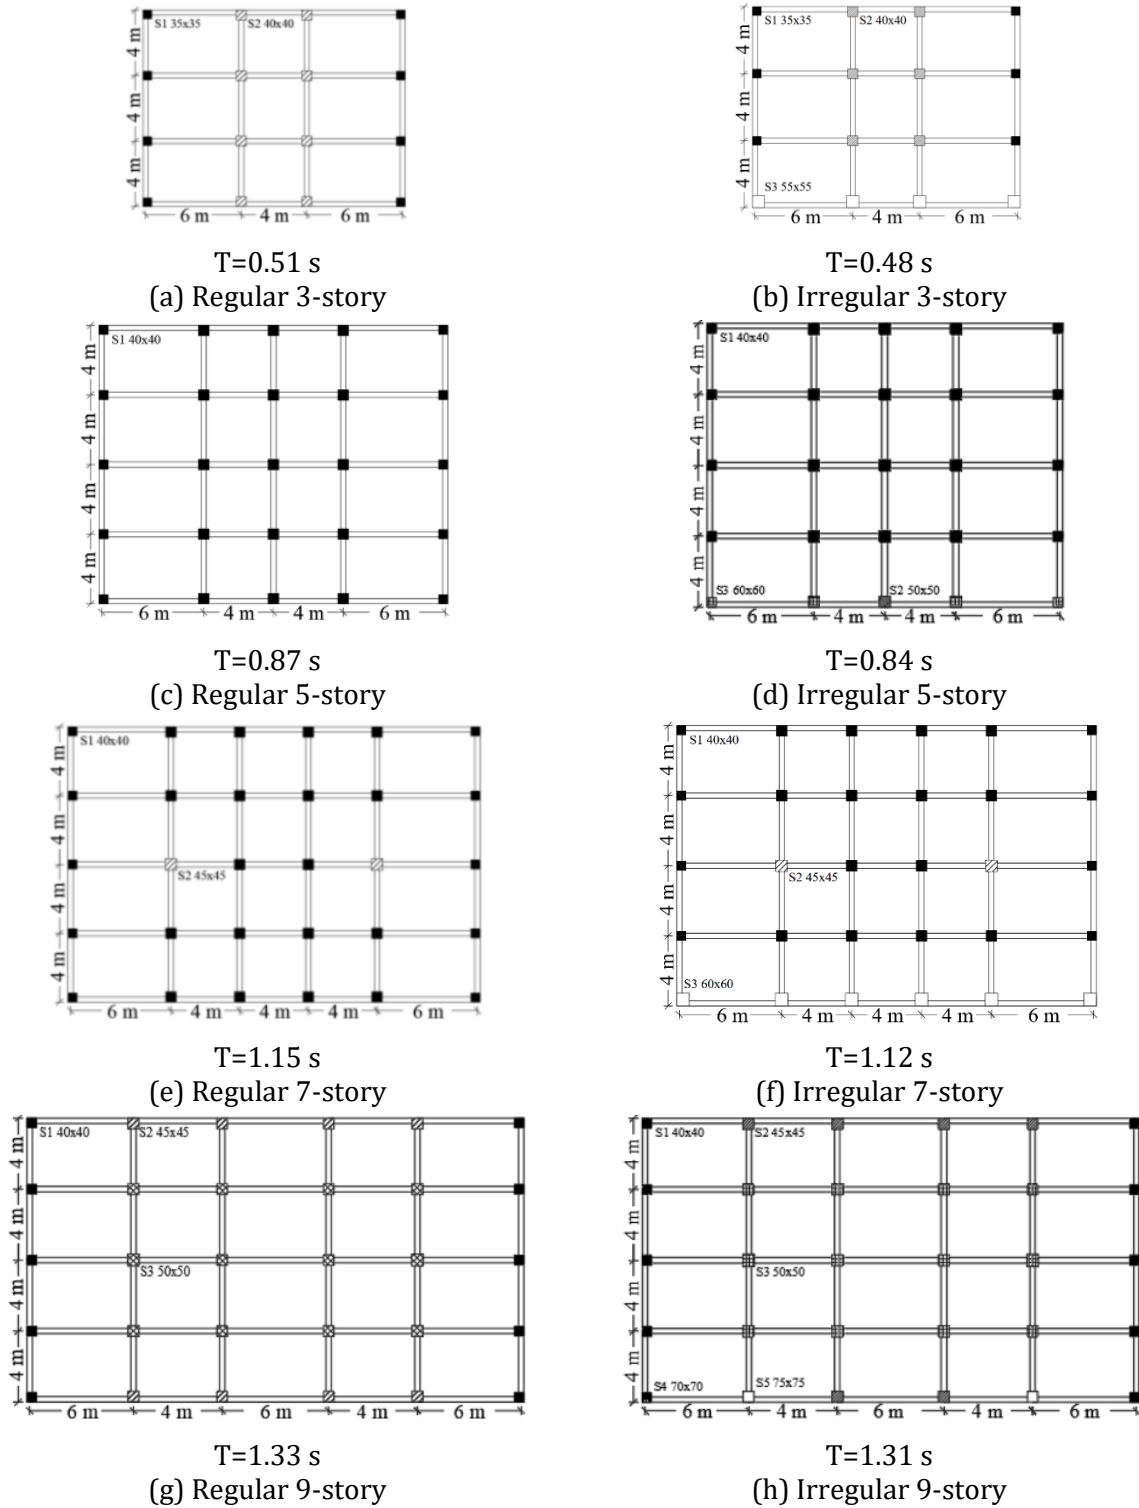 S1 35x35 S2 40x40
4 m
4 m
4 m
6 m 4 m 6 m
T=0.51 s
(a) Regular 3-story
S1 35x35 S2 40x40
4 m
4 m
4 m
S3 55x55
6 m 4 m 6 m
T=0.48 s
(b) Irregular 3-story
S1 40x40
4 m
4 m
4 m
4 m
6 m 4 m 4 m 6 m
T=0.87 s
(c) Regular 5-story
S1 40x40
4 m
4 m
4 m
4 m
S3 60x60 S2 50x50
6 m 4 m 4 m 6 m
T=0.84 s
(d) Irregular 5-story
S1 40x40
4 m
4 m
S2 45x45
4 m
4 m
6 m 4 m 4 m 4 m 6 m
T=1.15 s
(e) Regular 7-story
S1 40x40
4 m
4 m
S2 45x45
4 m
4 m
S3 60x60
6 m 4 m 4 m 4 m 6 m
T=1.12 s
(f) Irregular 7-story
S1 40x40 S2 45x45
4 m
4 m
S3 50x50
4 m
4 m
6 m 4 m 6 m 4 m 6 m
T=1.33 s
(g) Regular 9-story
S1 40x40 S2 45x45
4 m
4 m
S3 50x50
4 m
4 m
S4 70x70 S5 75x75
6 m 4 m 6 m 4 m 6 m
T=1.31 s
(h) Irregular 9-story